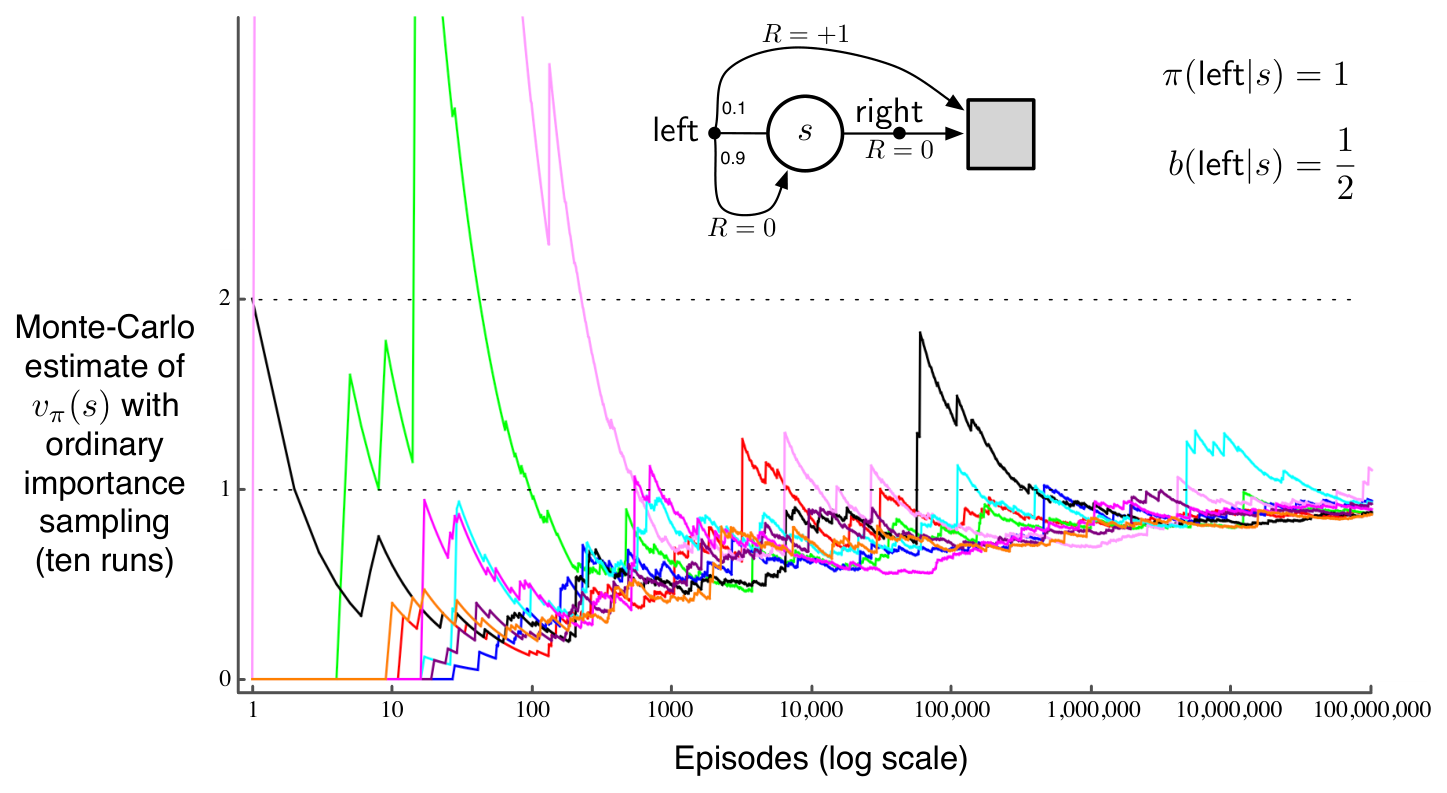 R = +1
0.1
left
s
right
R = 0
0.9
R = 0
π(left|s) = 1
b(left|s) = 1/2
Monte-Carlo
estimate of
vπ(s) with
ordinary
importance
sampling
(ten runs)
2
1
0
1 10 100 1000 10,000 100,000 1,000,000 10,000,000 100,000,000
Episodes (log scale)